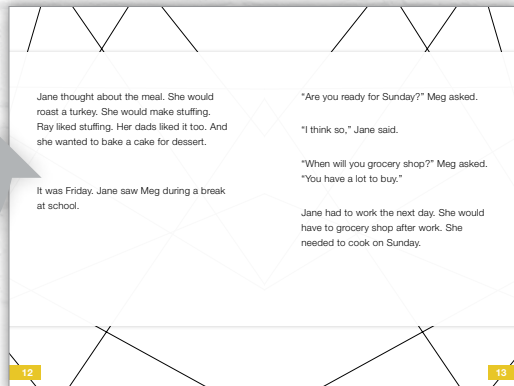 Jane thought about the meal. She would
roast a turkey. She would make stuffing.
Ray liked stuffing. Her dads liked it too. And
she wanted to bake a cake for dessert.
It was Friday. Jane saw Meg during a break
at school.
12
“Are you ready for Sunday?” Meg asked.
“I think so,” Jane said.
“When will you grocery shop?” Meg asked.
“You have a lot to buy.”
Jane had to work the next day. She would
have to grocery shop after work. She
needed to cook on Sunday.
13